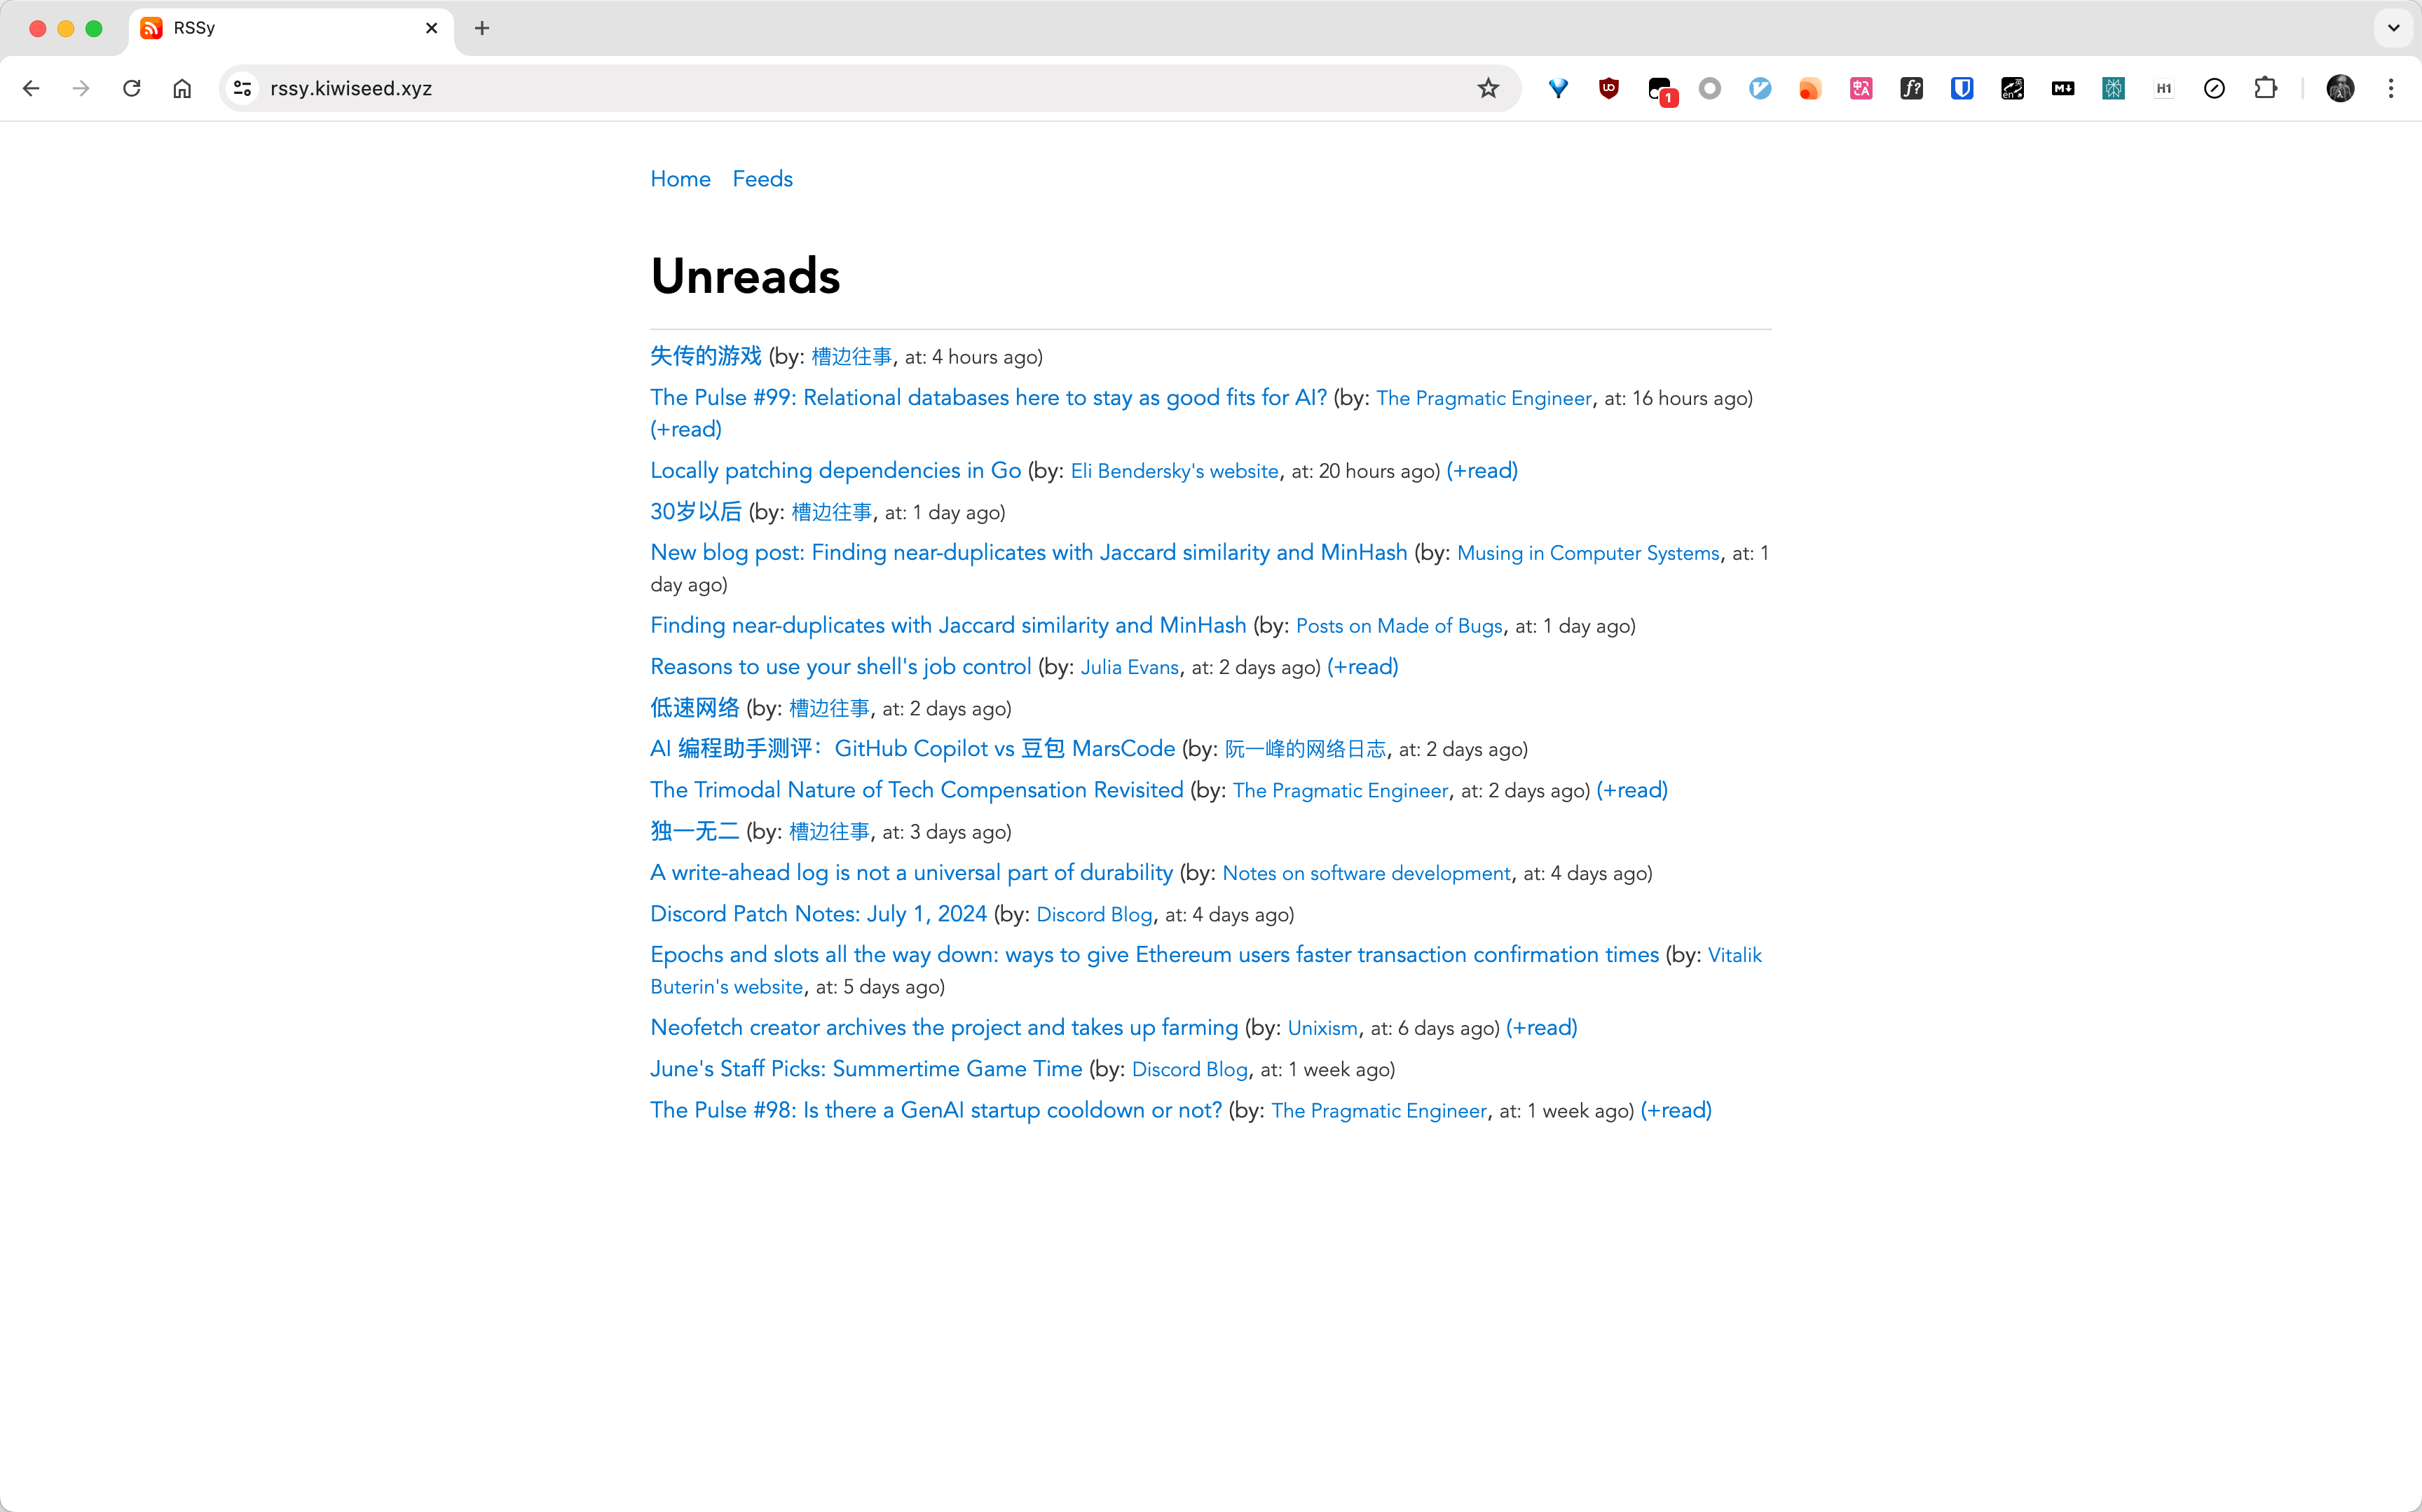 RSSy
rssy.kiwiseed.xyz
1
Home Feeds
Unreads
失传的游戏 (by: 槽边往事, at: 4 hours ago)
The Pulse #99: Relational databases here to stay as good fits for AI? (by: The Pragmatic Engineer, at: 16 hours ago)
(+read)
Locally patching dependencies in Go (by: Eli Bendersky's website, at: 20 hours ago) (+read)
30岁以后 (by: 槽边往事, at: 1 day ago)
New blog post: Finding near-duplicates with Jaccard similarity and MinHash (by: Musing in Computer Systems, at: 1
day ago)
Finding near-duplicates with Jaccard similarity and MinHash (by: Posts on Made of Bugs, at: 1 day ago)
Reasons to use your shell's job control (by: Julia Evans, at: 2 days ago) (+read)
低速网络 (by: 槽边往事, at: 2 days ago)
AI 编程助手测评：GitHub Copilot vs 豆包 MarsCode (by: 阮一峰的网络日志, at: 2 days ago)
The Trimodal Nature of Tech Compensation Revisited (by: The Pragmatic Engineer, at: 2 days ago) (+read)
独一无二 (by: 槽边往事, at: 3 days ago)
A write-ahead log is not a universal part of durability (by: Notes on software development, at: 4 days ago)
Discord Patch Notes: July 1, 2024 (by: Discord Blog, at: 4 days ago)
Epochs and slots all the way down: ways to give Ethereum users faster transaction confirmation times (by: Vitalik
Buterin's website, at: 5 days ago)
Neofetch creator archives the project and takes up farming (by: Unixism, at: 6 days ago) (+read)
June's Staff Picks: Summertime Game Time (by: Discord Blog, at: 1 week ago)
The Pulse #98: Is there a GenAI startup cooldown or not? (by: The Pragmatic Engineer, at: 1 week ago) (+read)